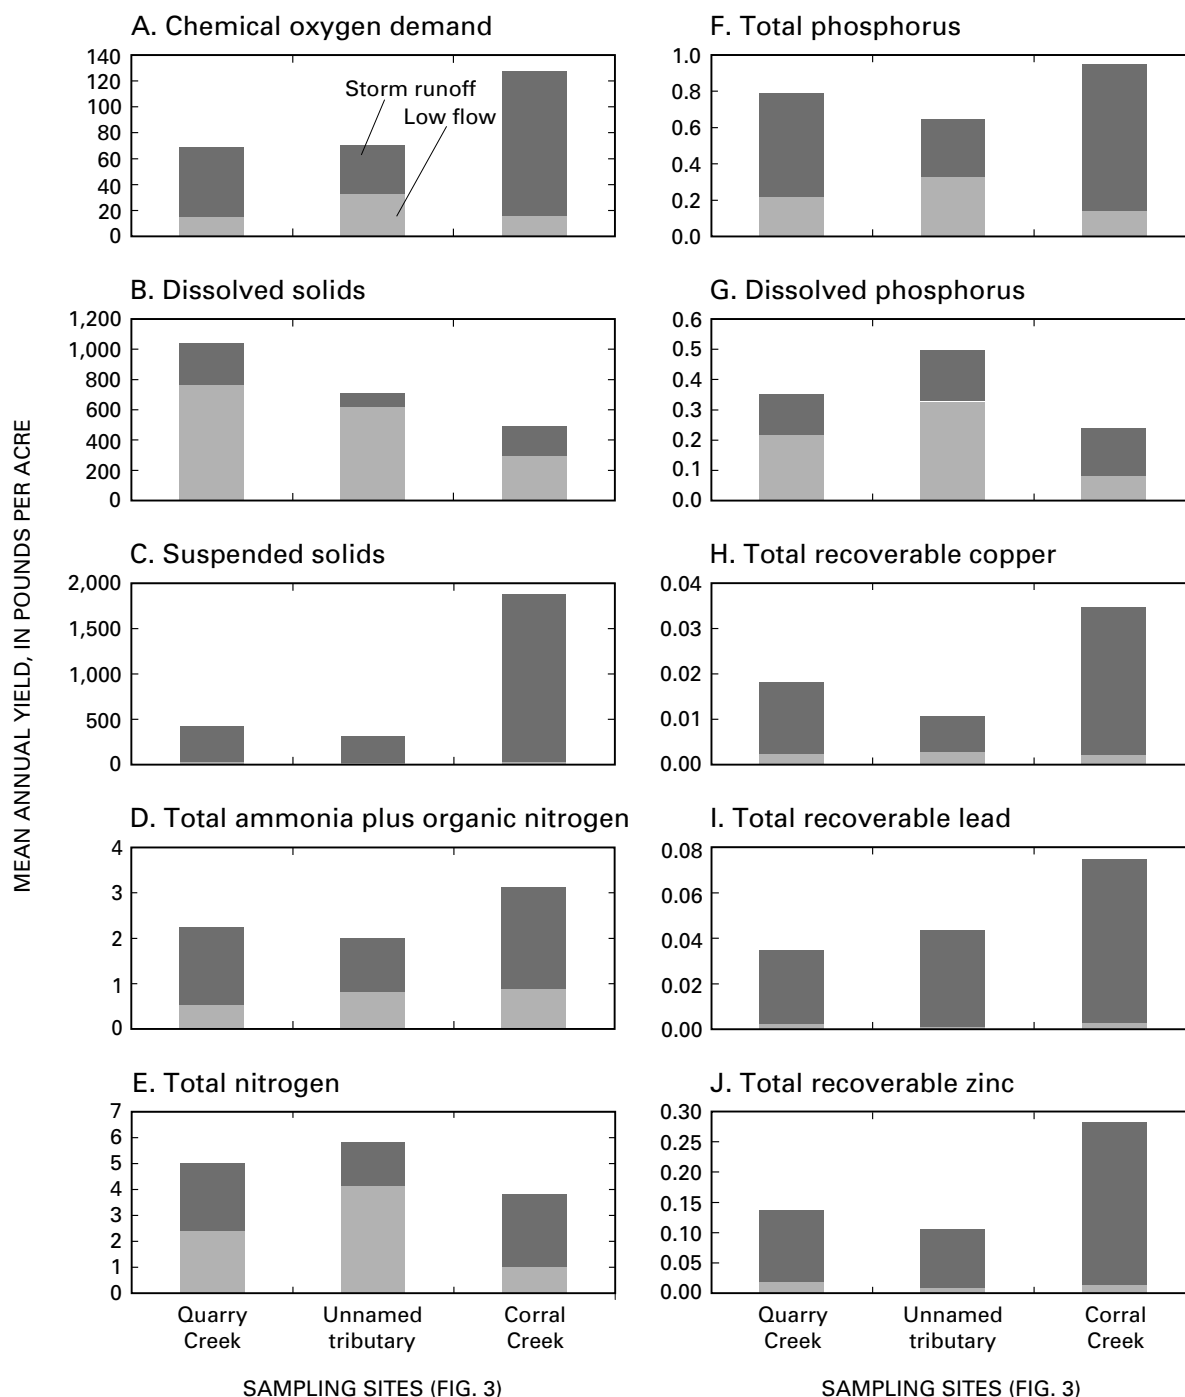 A. Chemical oxygen demand
140
120
100
80
60
40
20
0
Storm runoff
Low flow
B. Dissolved solids
1,200
1,000
800
600
400
200
0
C. Suspended solids
2,000
1,500
1,000
500
0
D. Total ammonia plus organic nitrogen
4
3
2
1
0
E. Total nitrogen
7
6
5
4
3
2
1
0
Quarry
Creek
Unnamed
tributary
Corral
Creek
SAMPLING SITES (FIG. 3)
MEAN ANNUAL YIELD, IN POUNDS PER ACRE
F. Total phosphorus
1.0
0.8
0.6
0.4
0.2
0.0
G. Dissolved phosphorus
0.6
0.5
0.4
0.3
0.2
0.1
0.0
H. Total recoverable copper
0.04
0.03
0.02
0.01
0.00
I. Total recoverable lead
0.08
0.06
0.04
0.02
0.00
J. Total recoverable zinc
0.30
0.25
0.20
0.15
0.10
0.05
0.00
Quarry
Creek
Unnamed
tributary
Corral
Creek
SAMPLING SITES (FIG. 3)